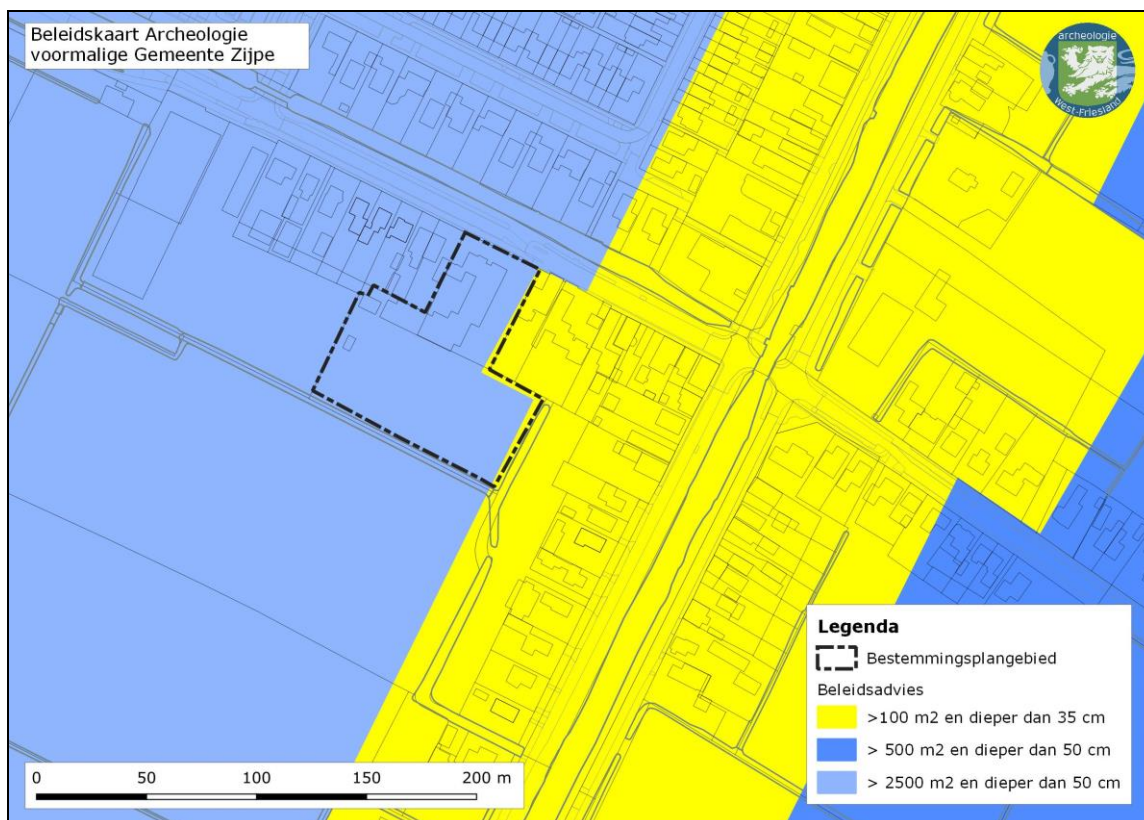 Beleidskaart Archeologie
voormalige Gemeente Zijpe
archeologie
West-Friesland
Legenda
Bestemmingsplangebied
Beleidsadvies
>100 m2 en dieper dan 35 cm
> 500 m2 en dieper dan 50 cm
> 2500 m2 en dieper dan 50 cm
0 50 100 150 200 m